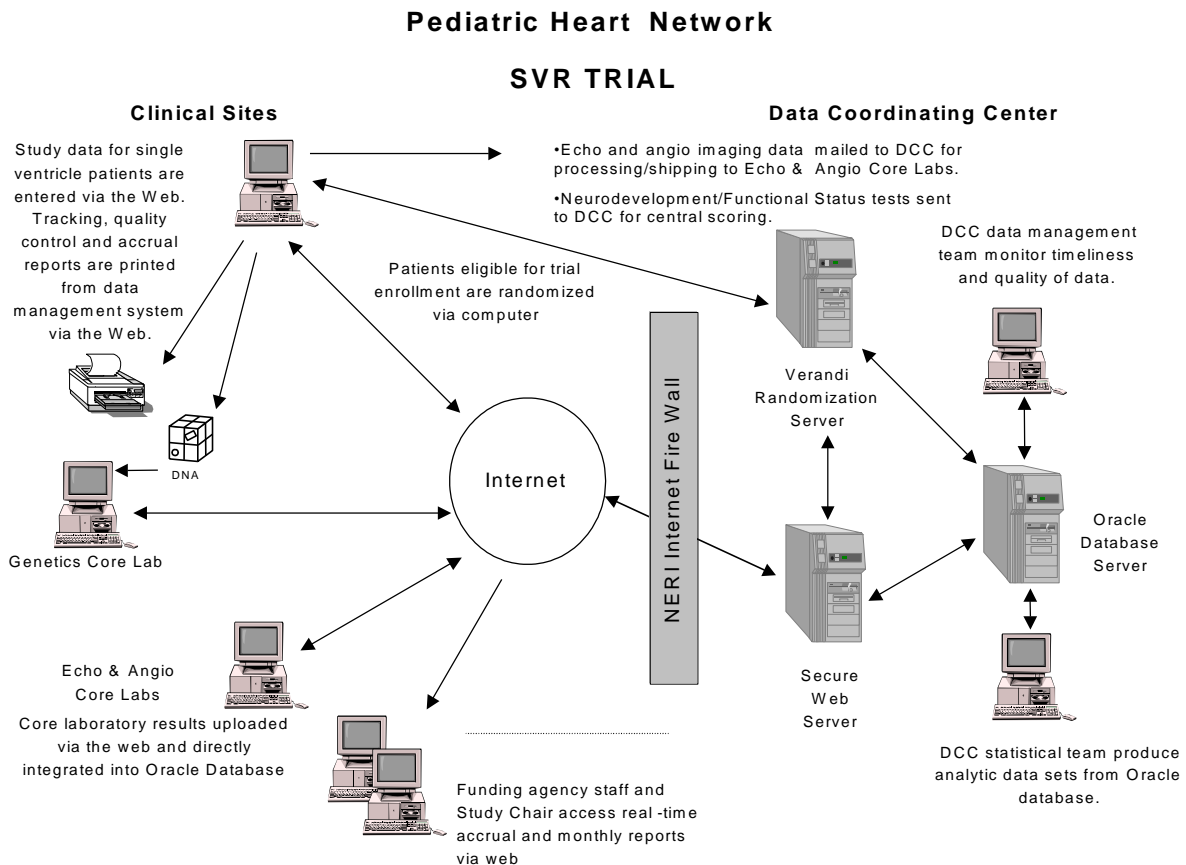 Pediatric Heart Network
SVR TRIAL
Clinical Sites
Study data for single
ventricle patients are
entered via the Web.
Tracking, quality
control and accrual
reports are printed
from data
management system
via the Web.
Data Coordinating Center
•Echo and angio imaging data mailed to DCC for
processing/shipping to Echo & Angio Core Labs.
•Neurodevelopment/Functional Status tests sent
to DCC for central scoring.
DCC data management
team monitor timeliness
and quality of data.
Patients eligible for trial
enrollment are randomized
via computer
Verandi
Randomization
Server
NERI Internet Fire Wall
Internet
DNA
Genetics Core Lab
Oracle
Database
Server
Secure
Web
Server
Echo & Angio
Core Labs
Core laboratory results uploaded
via the web and directly
integrated into Oracle Database
Funding agency staff and
Study Chair access real -time
accrual and monthly reports
via web
DCC statistical team produce
analytic data sets from Oracle
database.